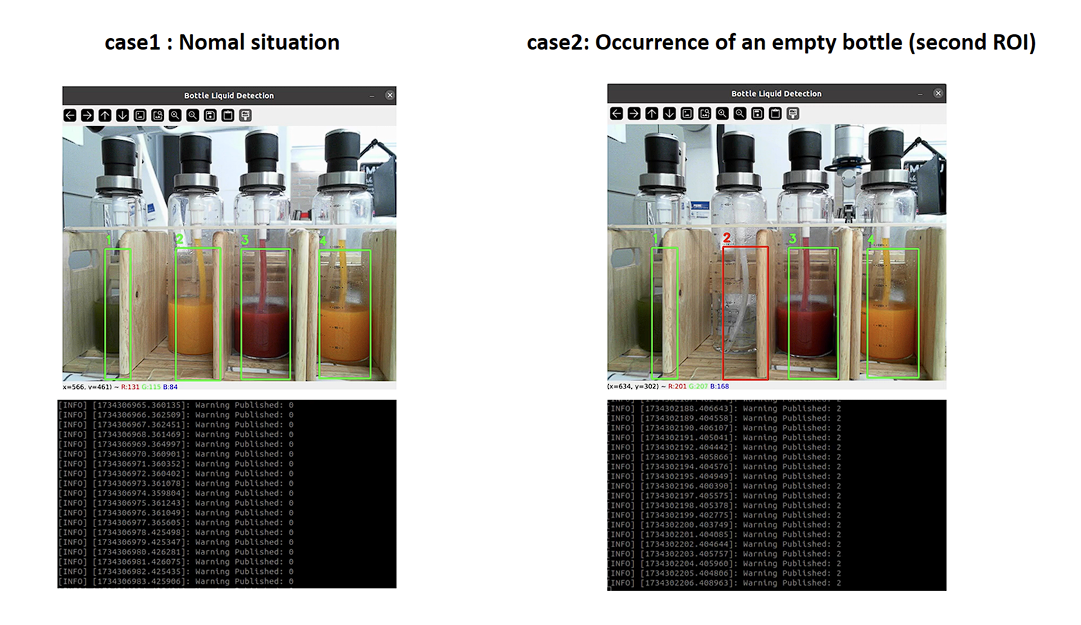 case1 : Nomal situation
Bottle Liquid Detection
1
2
3
4
x=566, y=461) ~ R:131 G:115 B:84
[INFO] [1734306965.360135]: Warning Published: 0
[INFO] [1734306966.362509]: Warning Published: 0
[INFO] [1734306967.362451]: Warning Published: 0
[INFO] [1734306968.361469]: Warning Published: 0
[INFO] [1734306969.364997]: Warning Published: 0
[INFO] [1734306970.360901]: Warning Published: 0
[INFO] [1734306971.360352]: Warning Published: 0
[INFO] [1734306972.360402]: Warning Published: 0
[INFO] [1734306973.361078]: Warning Published: 0
[INFO] [1734306974.359804]: Warning Published: 0
[INFO] [1734306975.361243]: Warning Published: 0
[INFO] [1734306976.361049]: Warning Published: 0
[INFO] [1734306977.365605]: Warning Published: 0
[INFO] [1734306978.425498]: Warning Published: 0
[INFO] [1734306979.425347]: Warning Published: 0
[INFO] [1734306980.426281]: Warning Published: 0
[INFO] [1734306981.426075]: Warning Published: 0
[INFO] [1734306982.425435]: Warning Published: 0
[INFO] [1734306983.425906]: Warning Published: 0
case2: Occurrence of an empty bottle (second ROI)
Bottle Liquid Detection
1
2
3
4
(x=634, y=302) ~ R:201 G:207 B:168
[INFO] [1734302188.406643]: Warning Published: 2
[INFO] [1734302189.404558]: Warning Published: 2
[INFO] [1734302190.406107]: Warning Published: 2
[INFO] [1734302191.405041]: Warning Published: 2
[INFO] [1734302192.404442]: Warning Published: 2
[INFO] [1734302193.405866]: Warning Published: 2
[INFO] [1734302194.404576]: Warning Published: 2
[INFO] [1734302195.404949]: Warning Published: 2
[INFO] [1734302196.400390]: Warning Published: 2
[INFO] [1734302197.405575]: Warning Published: 2
[INFO] [1734302198.405378]: Warning Published: 2
[INFO] [1734302199.402775]: Warning Published: 2
[INFO] [1734302200.403749]: Warning Published: 2
[INFO] [1734302201.404085]: Warning Published: 2
[INFO] [1734302202.404644]: Warning Published: 2
[INFO] [1734302203.405757]: Warning Published: 2
[INFO] [1734302204.405960]: Warning Published: 2
[INFO] [1734302205.404806]: Warning Published: 2
[INFO] [1734302206.408963]: Warning Published: 2